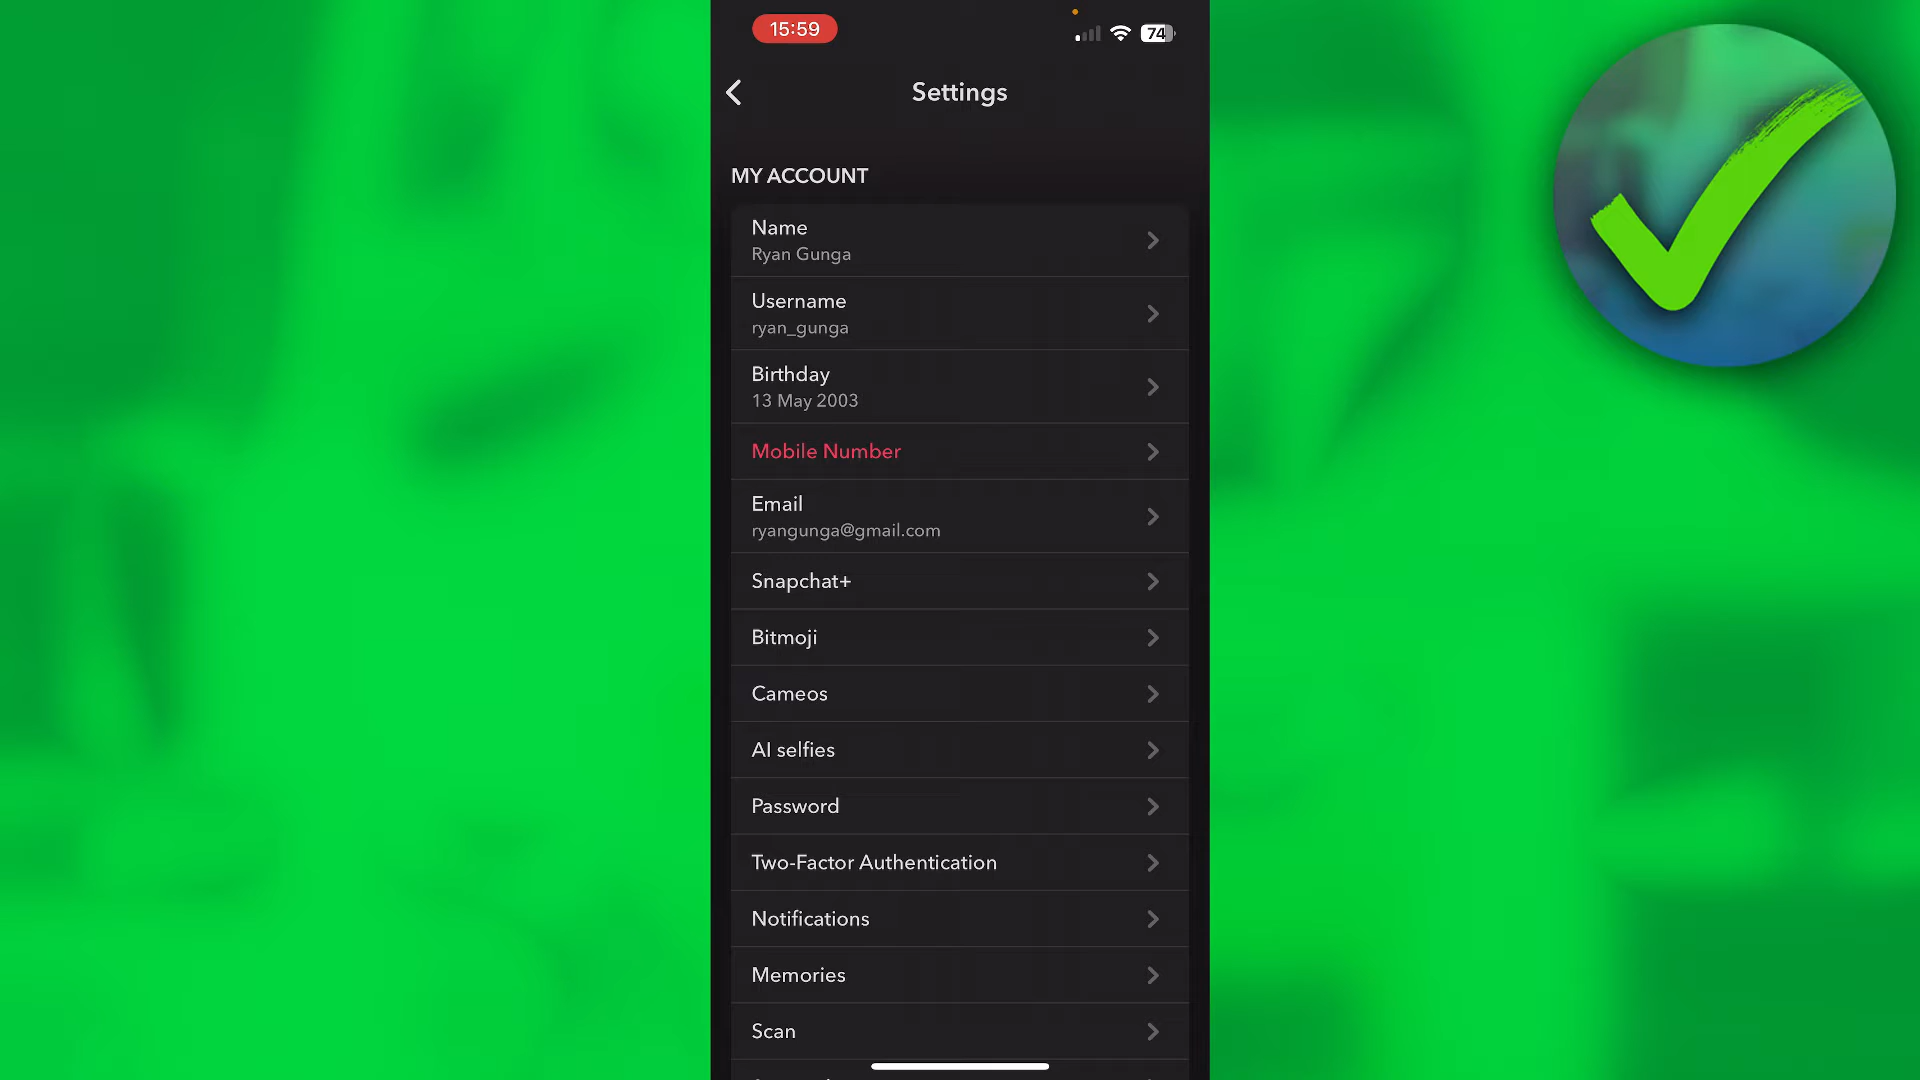 15:59
74
Settings
MY ACCOUNT
Name
Ryan Gunga
Username
ryan_gunga
Birthday
13 May 2003
Mobile Number
Email
ryangunga@gmail.com
Snapchat+
Bitmoji
Cameos
AI selfies
Password
Two-Factor Authentication
Notifications
Memories
Scan